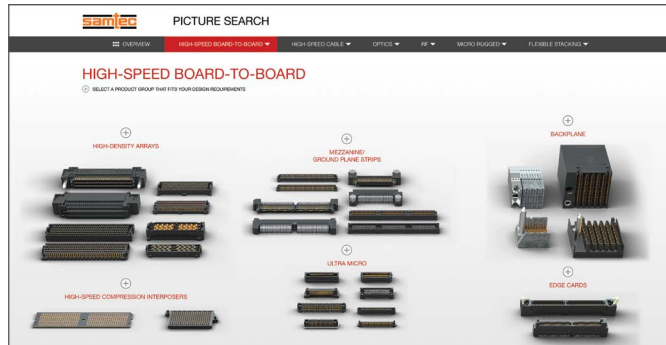 samtec
PICTURE SEARCH
OVERVIEW
HIGH-SPEED BOARD-TO-BOARD
HIGH-SPEED CABLE
OPTICS
RF
MICRO RUGGED
FLEXIBLE STACKING
HIGH-SPEED BOARD-TO-BOARD
SELECT A PRODUCT GROUP THAT FITS YOUR DESIGN REQUIREMENTS
HIGH-DENSITY ARRAYS
MEZZANINE/
GROUND PLANE STRIPS
BACKPLANE
HIGH-SPEED COMPRESSION INTERPOSERS
ULTRA MICRO
EDGE CARDS